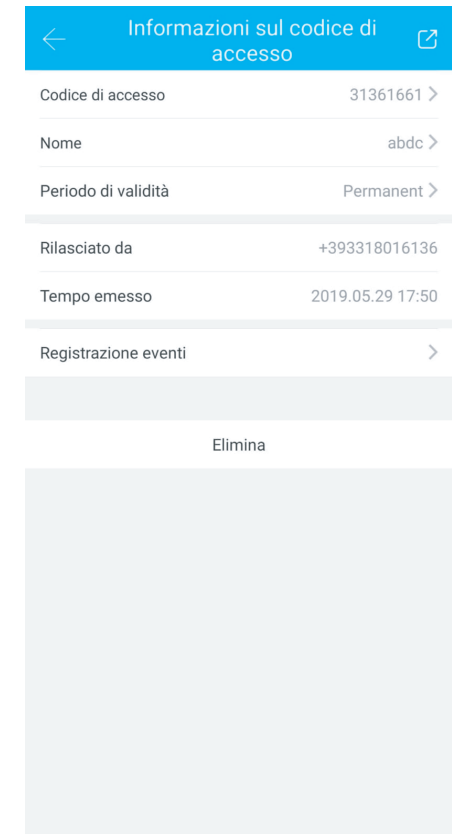 Informazioni sul codice di
accesso
Codice di accesso 31361661
Nome abdc
Periodo di validità Permanent
Rilasciato da +393318016136
Tempo emesso 2019.05.29 17:50
Registrazione eventi
Elimina